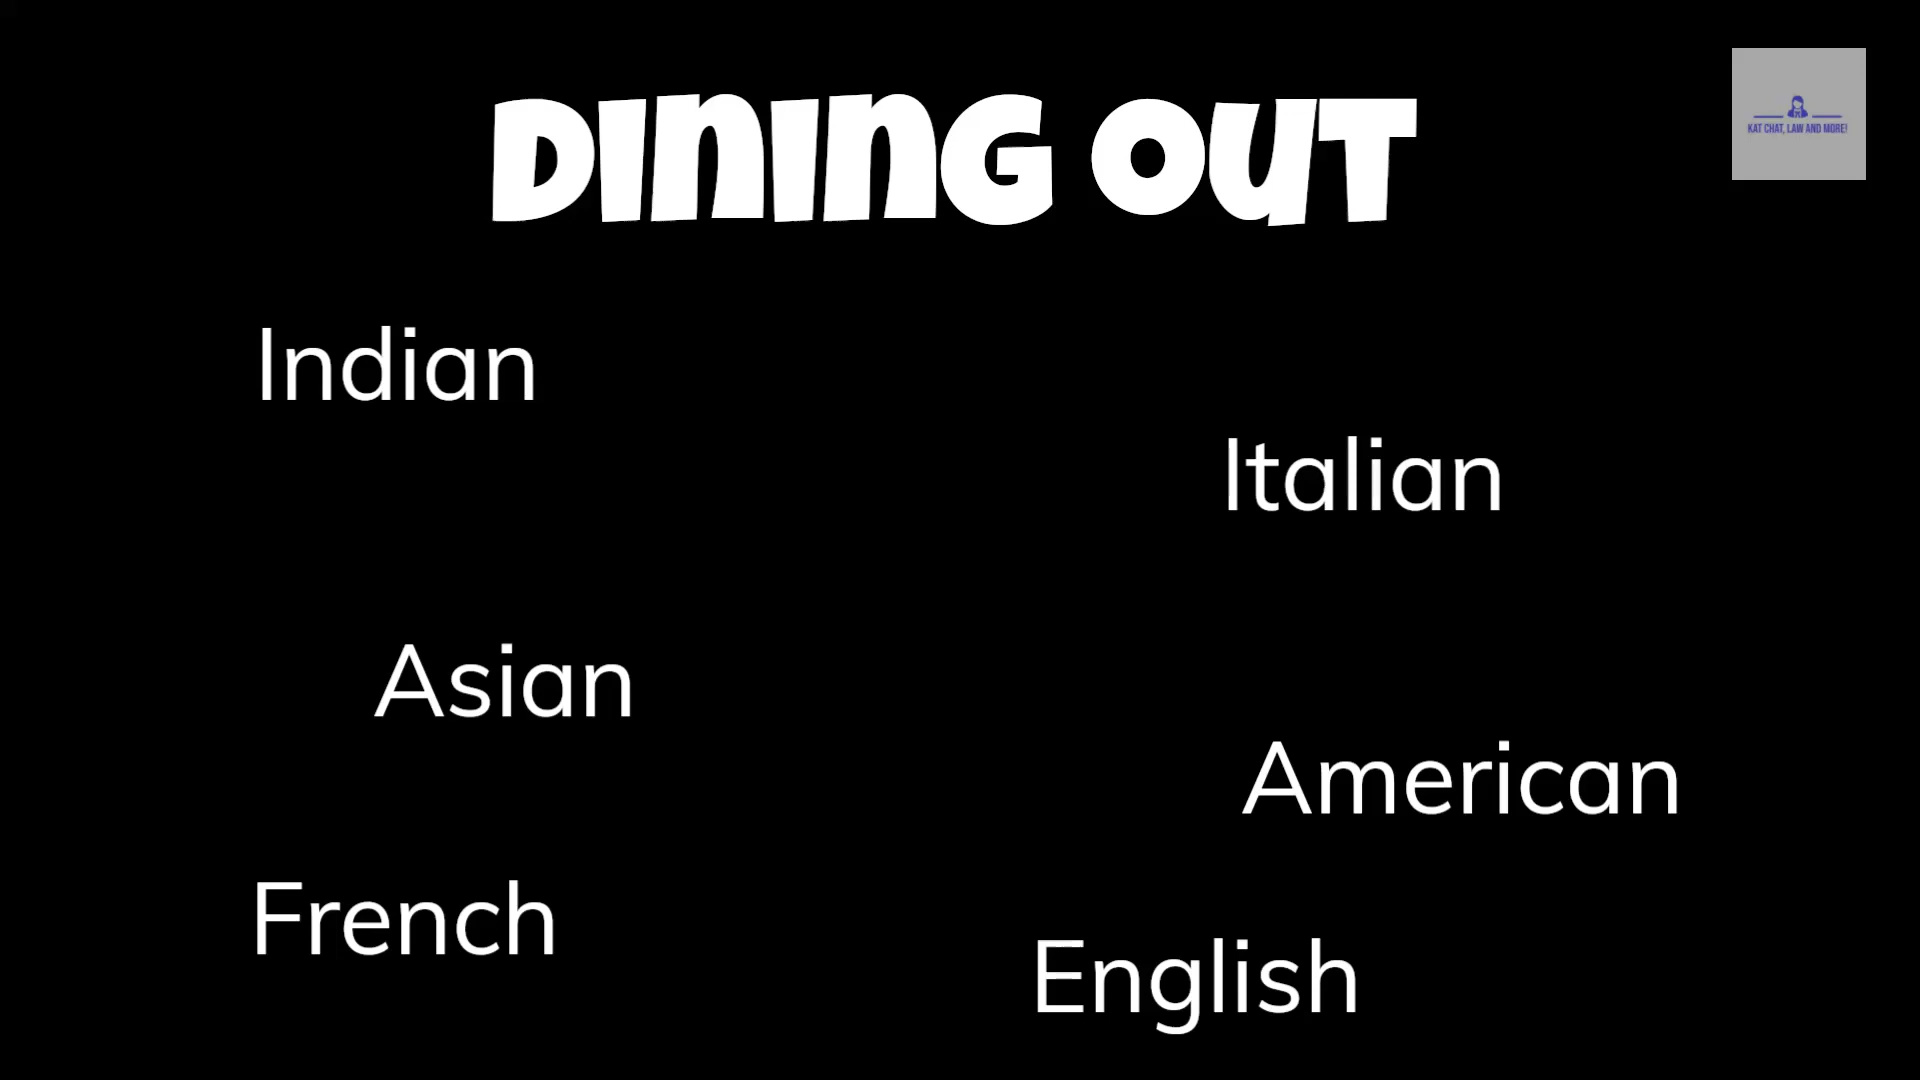 DINING OUT
KAT CHAT, LAW AND MORE!
Indian
Italian
Asian
American
French
English